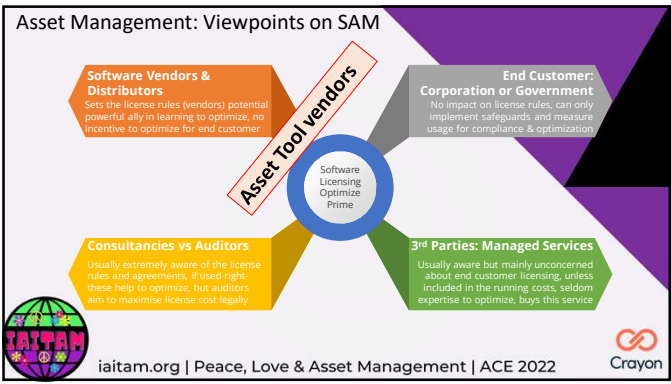 Asset Management: Viewpoints on SAM
Software Vendors &
Distributors
Sets the license rules (vendors) potential
powerful ally in learning to optimize, no
incentive to optimize for end customer
Asset Tool vendors
End Customer:
Corporation or Government
No impact on license rules, can only
implement safeguards and measure
usage for compliance & optimization
Software
Licensing
Optimize
Prime
Consultancies vs Auditors
Usually extremely aware of the license
rules and agreements, if used right-
these help to optimize, but auditors
aim to maximise license cost legally
3rd Parties: Managed Services
Usually aware but mainly unconcerned
about end customer licensing, unless
included in the running costs, seldom
expertise to optimize, buys this service
IAITAM
iaitam.org | Peace, Love & Asset Management | ACE 2022
Crayon